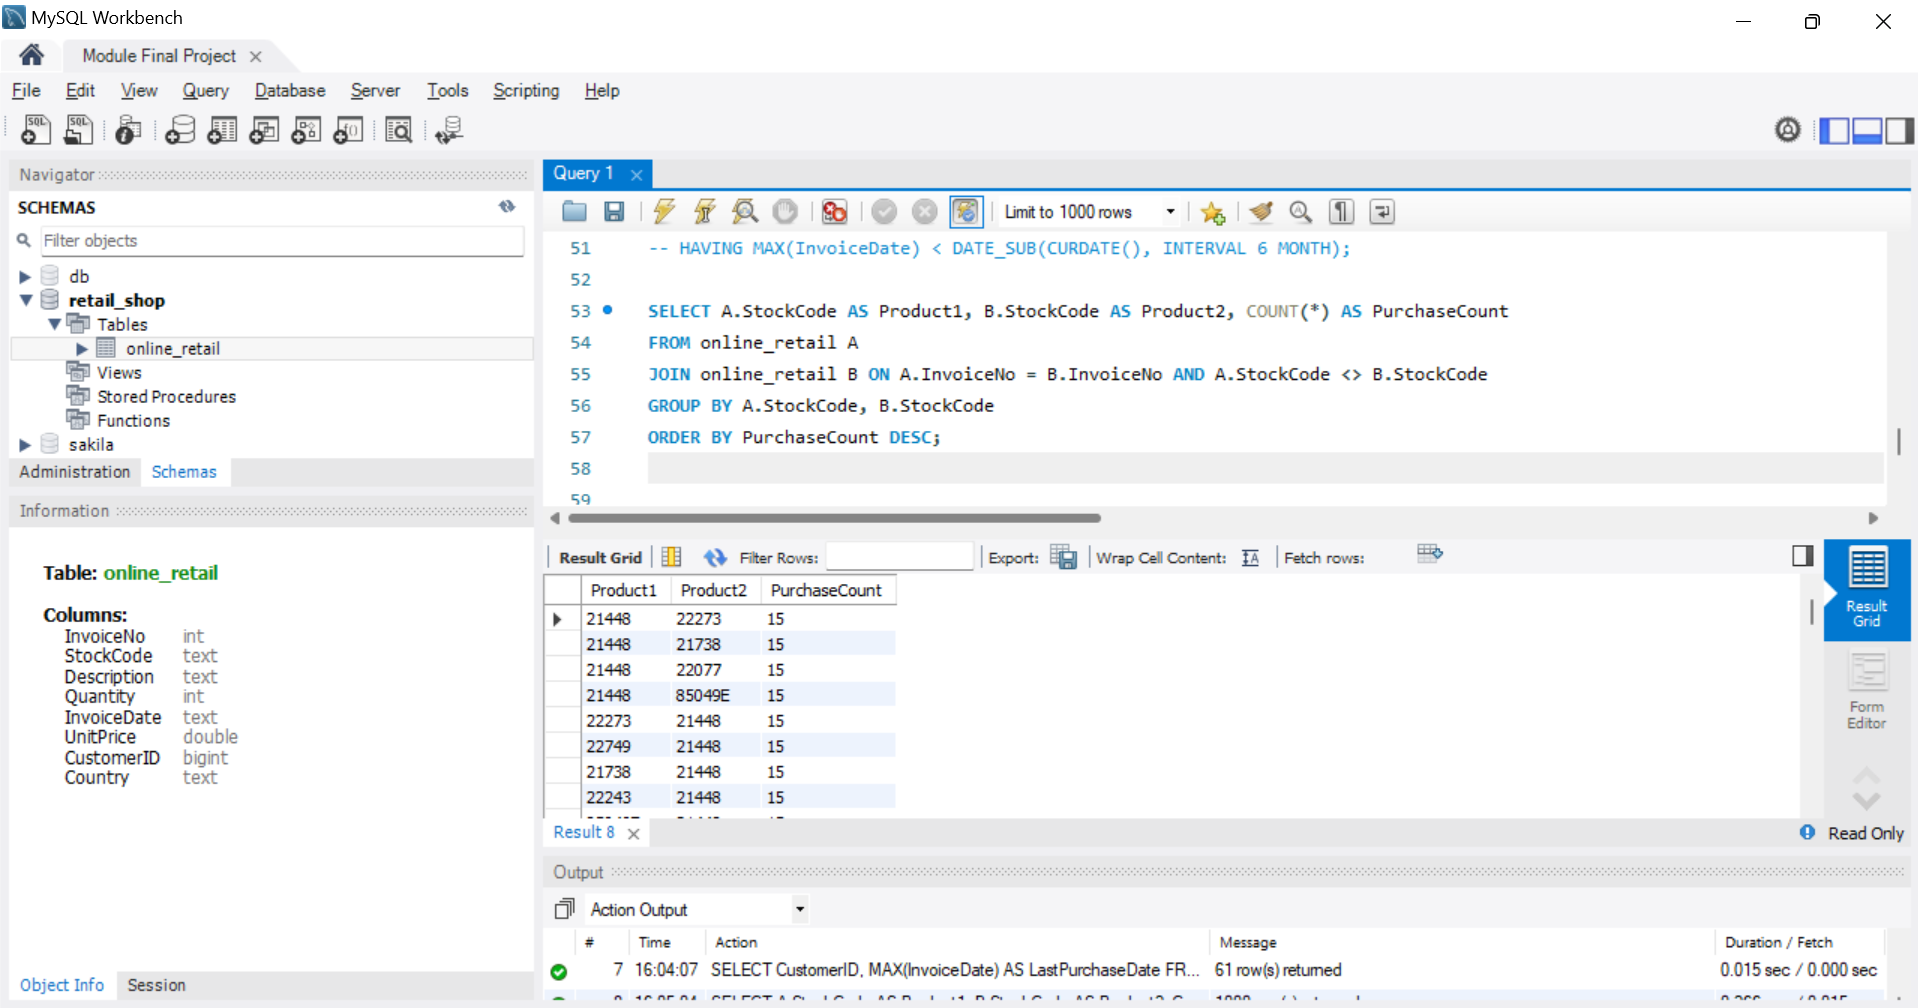 MySQL Workbench
Module Final Project
File Edit View Query Database Server Tools Scripting Help
Navigator
SCHEMAS
Filter objects
db
retail_shop
Tables
online_retail
Views
Stored Procedures
Functions
sakila
Administration Schemas
Information
Table: online_retail
Columns:
InvoiceNo int
StockCode text
Description text
Quantity int
InvoiceDate text
UnitPrice double
CustomerID bigint
Country text
Object Info Session
Query 1
Limit to 1000 rows
51 -- HAVING MAX(InvoiceDate) < DATE_SUB(CURDATE(), INTERVAL 6 MONTH);
52
53 SELECT A.StockCode AS Product1, B.StockCode AS Product2, COUNT(*) AS PurchaseCount
54 FROM online_retail A
55 JOIN online_retail B ON A.InvoiceNo = B.InvoiceNo AND A.StockCode <> B.StockCode
56 GROUP BY A.StockCode, B.StockCode
57 ORDER BY PurchaseCount DESC;
58
59
Result Grid Filter Rows: Export: Wrap Cell Content: Fetch rows:
Product1 Product2 PurchaseCount
21448 22273 15
21448 21738 15
21448 22077 15
21448 85049E 15
22273 21448 15
22749 21448 15
21738 21448 15
22243 21448 15
Result Grid
Form Editor
Result 8
Read Only
Output
Action Output
# Time Action Message Duration / Fetch
7 16:04:07 SELECT CustomerID, MAX(InvoiceDate) AS LastPurchaseDate FR... 61 row(s) returned 0.015 sec / 0.000 sec